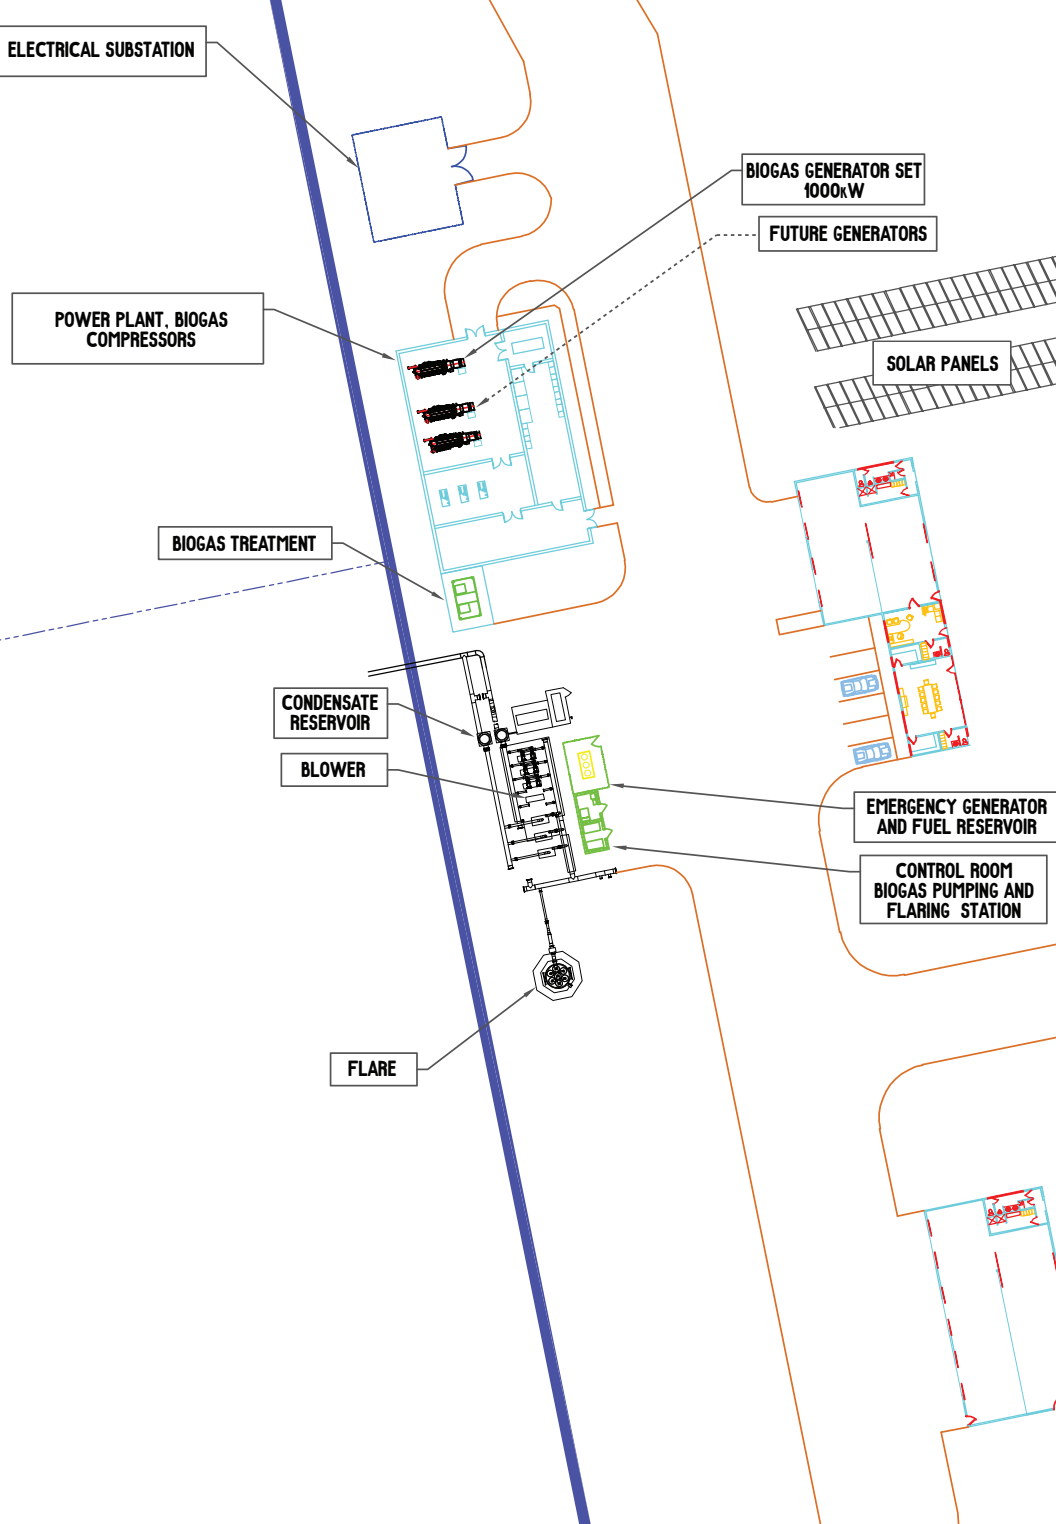 ELECTRICAL SUBSTATION
BIOGAS GENERATOR SET
1000kW
FUTURE GENERATORS
POWER PLANT, BIOGAS
COMPRESSORS
SOLAR PANELS
BIOGAS TREATMENT
CONDENSATE
RESERVOIR
BLOWER
EMERGENCY GENERATOR
AND FUEL RESERVOIR
CONTROL ROOM
BIOGAS PUMPING AND
FLARING STATION
FLARE